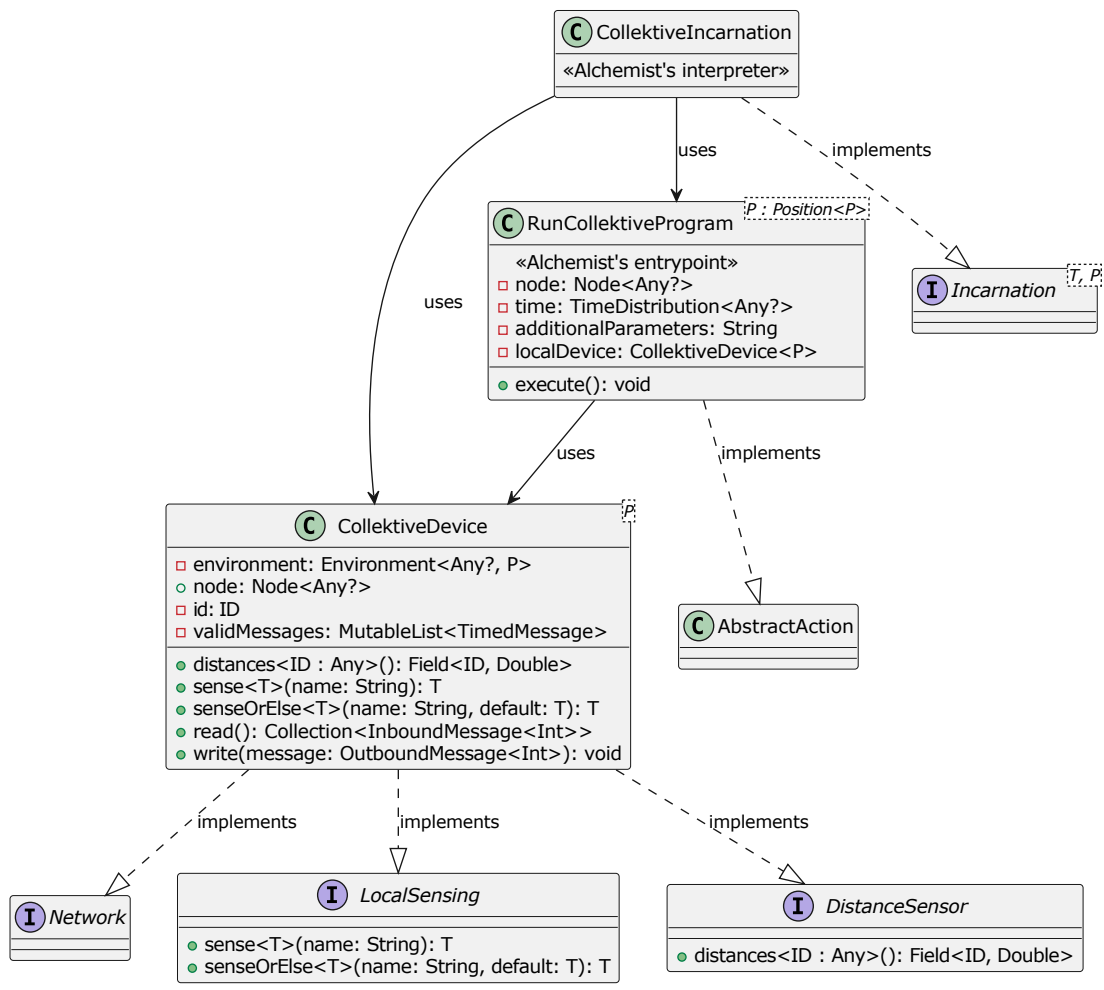 C CollektiveIncarnation
«Alchemist's interpreter»
uses
implements
uses
P : Position<P>
C RunCollektiveProgram
«Alchemist's entrypoint»
node: Node<Any?>
time: TimeDistribution<Any?>
additionalParameters: String
localDevice: CollektiveDevice<P>
execute(): void
T, P
I Incarnation
uses
implements
P
C CollektiveDevice
environment: Environment<Any?, P>
node: Node<Any?>
id: ID
validMessages: MutableList<TimedMessage>
distances<ID : Any>(): Field<ID, Double>
sense<T>(name: String): T
senseOrElse<T>(name: String, default: T): T
read(): Collection<InboundMessage<Int>>
write(message: OutboundMessage<Int>): void
C AbstractAction
implements
implements
implements
I Network
I LocalSensing
sense<T>(name: String): T
senseOrElse<T>(name: String, default: T): T
I DistanceSensor
distances<ID : Any>(): Field<ID, Double>